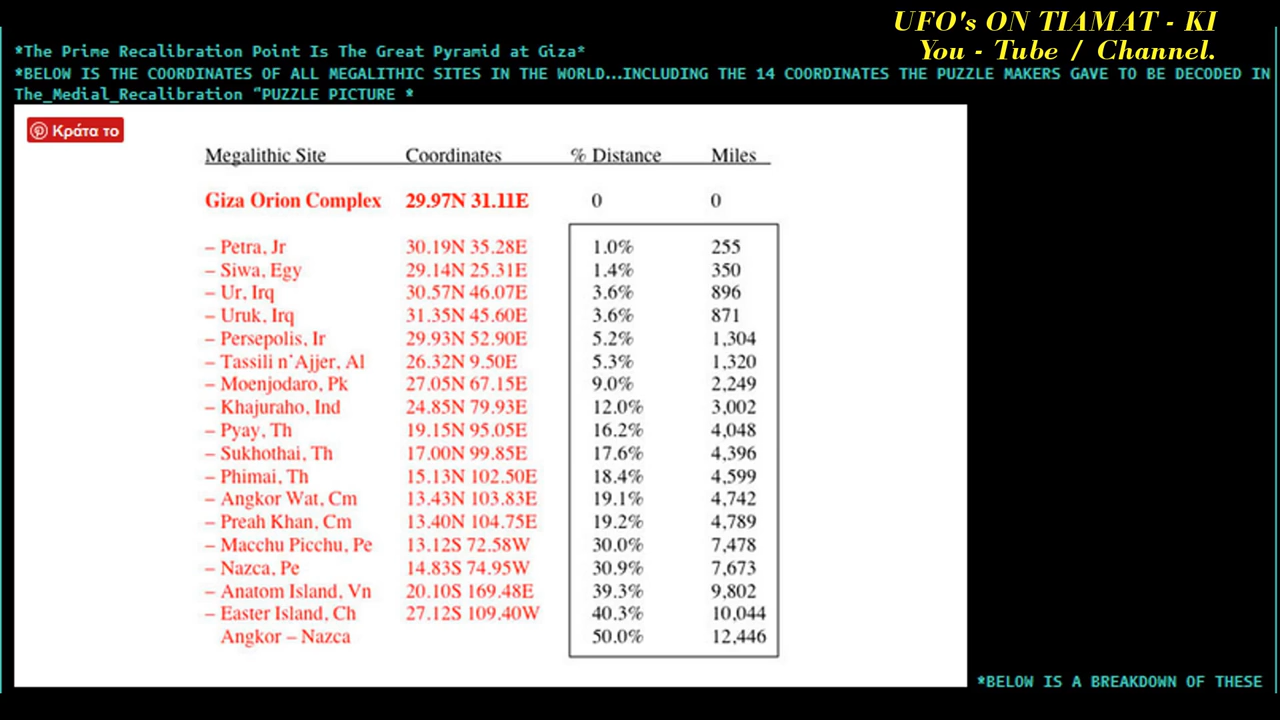 UFO's ON TIAMAT - KI
You - Tube / Channel.
*The Prime Recalibration Point Is The Great Pyramid at Giza*
*BELOW IS THE COORDINATES OF ALL MEGALITHIC SITES IN THE WORLD...INCLUDING THE 14 COORDINATES THE PUZZLE MAKERS GAVE TO BE DECODED IN
The_Medial_Recalibration “PUZZLE PICTURE *
Κράτα το
Megalithic Site Coordinates % Distance Miles
Giza Orion Complex 29.97N 31.11E 0 0
– Petra, Jr 30.19N 35.28E 1.0% 255
– Siwa, Egy 29.14N 25.31E 1.4% 350
– Ur, Irq 30.57N 46.07E 3.6% 896
– Uruk, Irq 31.35N 45.60E 3.6% 871
– Persepolis, Ir 29.93N 52.90E 5.2% 1,304
– Tassili n’Ajjer, Al 26.32N 9.50E 5.3% 1,320
– Moenjodaro, Pk 27.05N 67.15E 9.0% 2,249
– Khajuraho, Ind 24.85N 79.93E 12.0% 3,002
– Pyay, Th 19.15N 95.05E 16.2% 4,048
– Sukhothai, Th 17.00N 99.85E 17.6% 4,396
– Phimai, Th 15.13N 102.50E 18.4% 4,599
– Angkor Wat, Cm 13.43N 103.83E 19.1% 4,742
– Preah Khan, Cm 13.40N 104.75E 19.2% 4,789
– Macchu Picchu, Pe 13.12S 72.58W 30.0% 7,478
– Nazca, Pe 14.83S 74.95W 30.9% 7,673
– Anatom Island, Vn 20.10S 169.48E 39.3% 9,802
– Easter Island, Ch 27.12S 109.40W 40.3% 10,044
Angkor – Nazca 50.0% 12,446
*BELOW IS A BREAKDOWN OF THESE